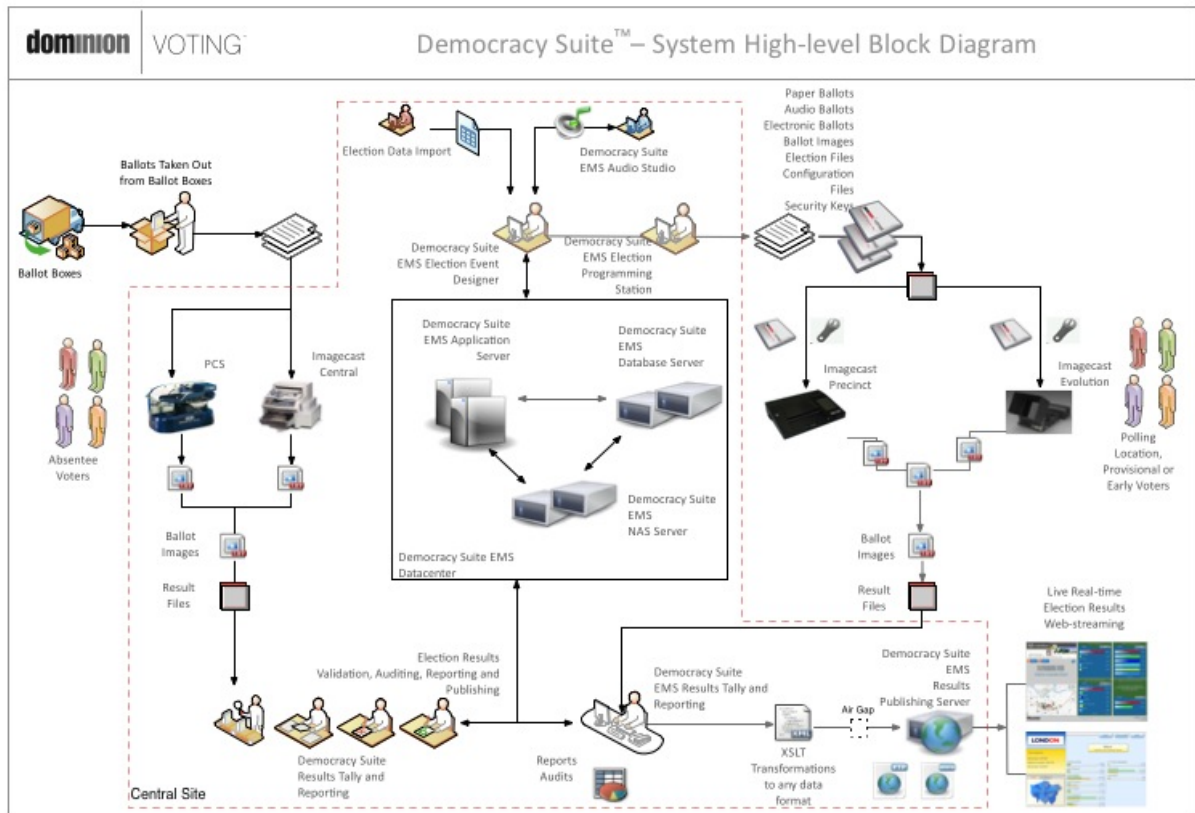 dominion VOTING
Democracy Suite™ – System High-level Block Diagram
Paper Ballots
Audio Ballots
Electronic Ballots
Ballot Images
Election Files
Configuration
Files
Security Keys
Election Data Import
Democracy Suite
EMS Audio Studio
Ballots Taken Out
from Ballot Boxes
Ballot Boxes
Democracy Suite
EMS Election Event
Designer
Democracy Suite
EMS Election
Programming
Station
Democracy Suite
EMS Application
Server
Democracy Suite
EMS
Database Server
Democracy Suite
EMS
NAS Server
Democracy Suite EMS
Datacenter
PCS
Imagecast
Central
Absentee
Voters
Imagecast
Precinct
Imagecast
Evolution
Polling
Location,
Provisional or
Early Voters
Ballot
Images
Result
Files
Ballot
Images
Result
Files
Live Real-time
Election Results
Web-streaming
Election Results
Validation, Auditing, Reporting and
Publishing
Democracy Suite
EMS Results Tally and
Reporting
Democracy Suite
EMS
Results
Publishing Server
Air Gap
XML
XSLT
Transformations
to any data
format
Democracy Suite
Results Tally and
Reporting
Reports
Audits
FTP
LONDON
Central Site